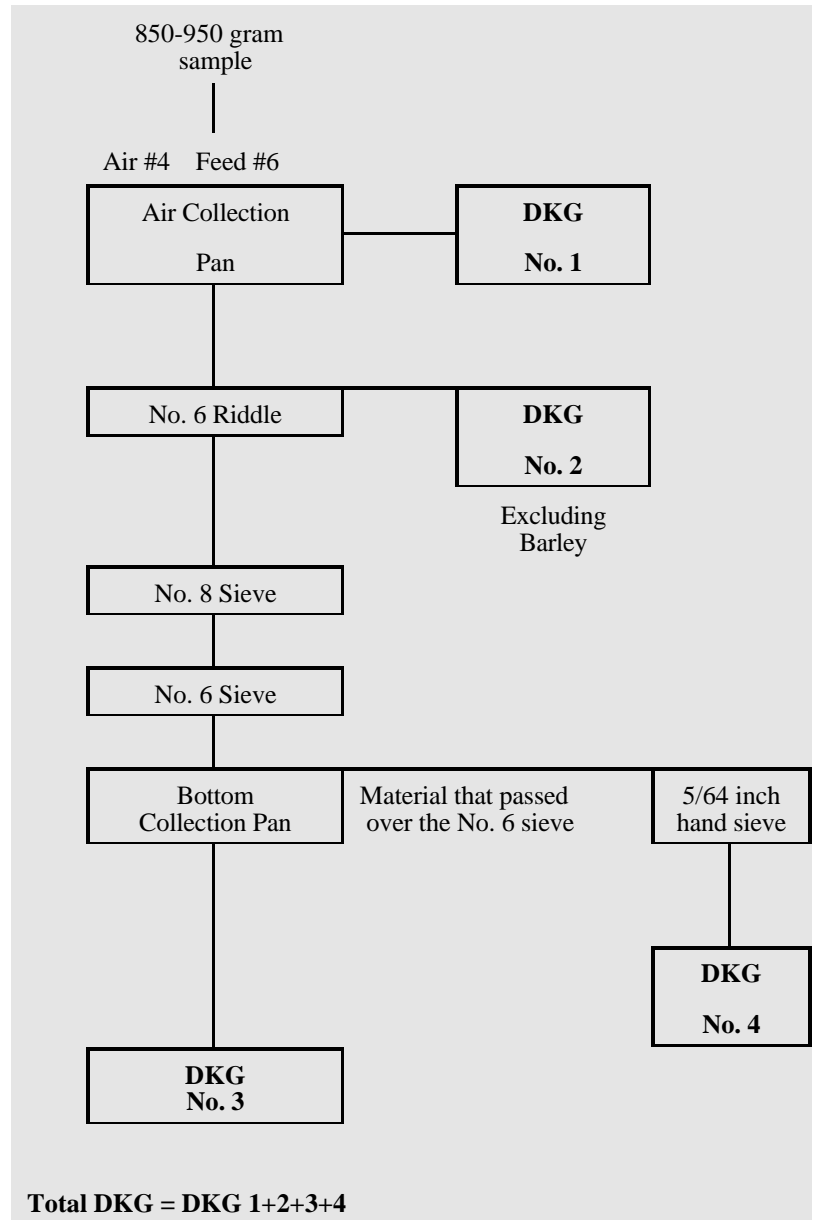 850-950 gram
sample
Air #4 Feed #6
Air Collection
Pan
DKG
No. 1
No. 6 Riddle
DKG
No. 2
Excluding
Barley
No. 8 Sieve
No. 6 Sieve
Bottom
Collection Pan
Material that passed
over the No. 6 sieve
5/64 inch
hand sieve
DKG
No. 4
DKG
No. 3
Total DKG = DKG 1+2+3+4